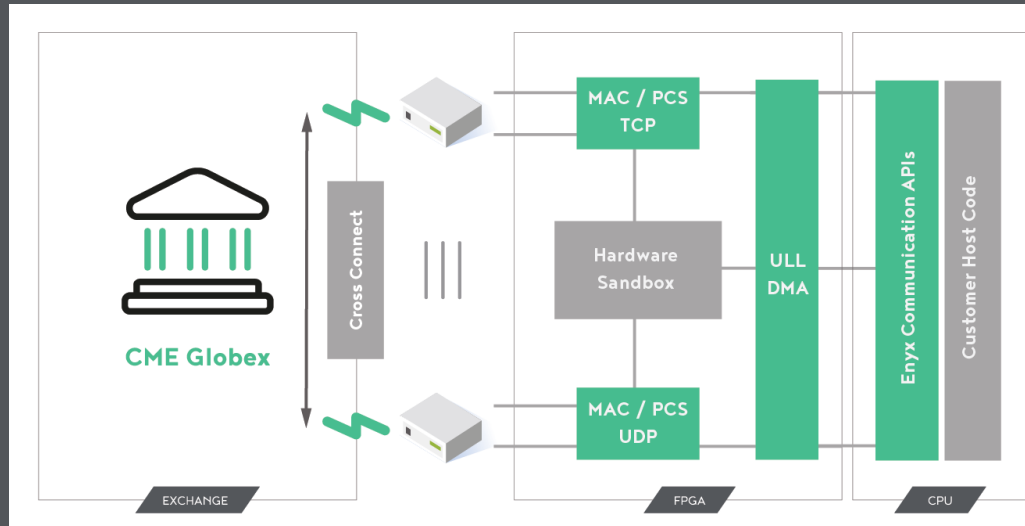 CME Globex
Cross Connect
EXCHANGE
MAC / PCS
TCP
Hardware
Sandbox
MAC / PCS
UDP
ULL
DMA
FPGA
Enyx Communication APIs
Customer Host Code
CPU